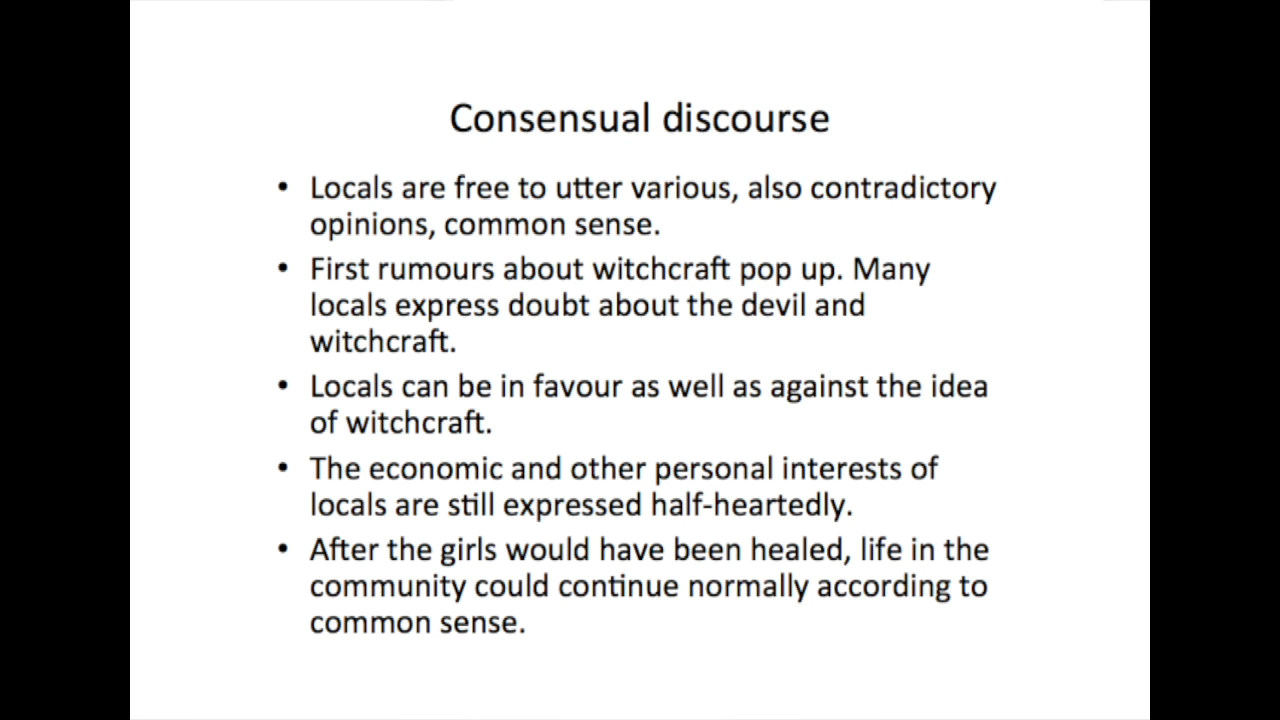 Consensual discourse
• Locals are free to utter various, also contradictory
opinions, common sense.
• First rumours about witchcraft pop up. Many
locals express doubt about the devil and
witchcraft.
• Locals can be in favour as well as against the idea
of witchcraft.
• The economic and other personal interests of
locals are still expressed half-heartedly.
• After the girls would have been healed, life in the
community could continue normally according to
common sense.